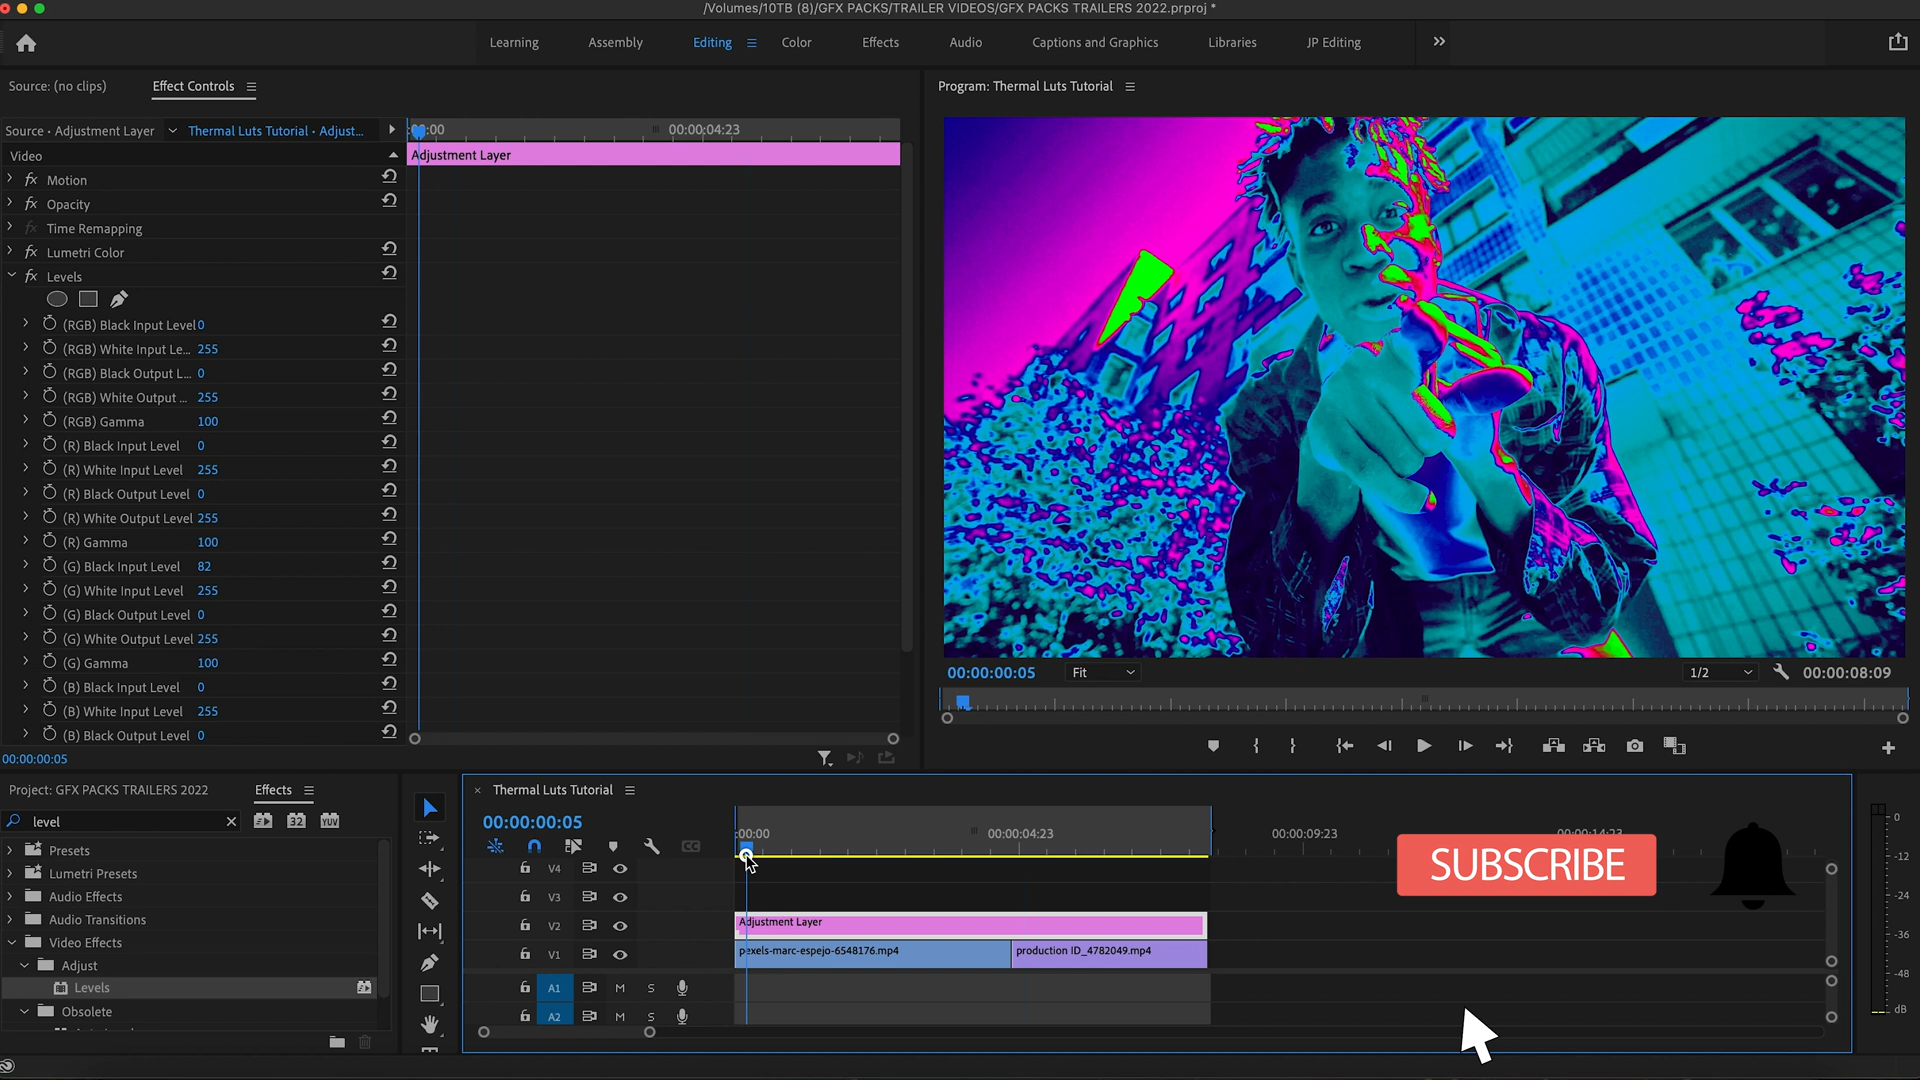 /Volumes/10TB (8)/GFX PACKS/TRAILER VIDEOS/GFX PACKS TRAILERS 2022.prproj *
Learning
Assembly
Editing
Color
Effects
Audio
Captions and Graphics
Libraries
JP Editing
Source: (no clips)
Effect Controls
Source • Adjustment Layer
Thermal Luts Tutorial • Adjust...
:00:00
00:00:04:23
Video
Adjustment Layer
fx Motion
fx Opacity
fx Time Remapping
fx Lumetri Color
fx Levels
(RGB) Black Input Level 0
(RGB) White Input Le... 255
(RGB) Black Output L... 0
(RGB) White Output ... 255
(RGB) Gamma 100
(R) Black Input Level 0
(R) White Input Level 255
(R) Black Output Level 0
(R) White Output Level 255
(R) Gamma 100
(G) Black Input Level 82
(G) White Input Level 255
(G) Black Output Level 0
(G) White Output Level 255
(G) Gamma 100
(B) Black Input Level 0
(B) White Input Level 255
(B) Black Output Level 0
00:00:00:05
Program: Thermal Luts Tutorial
00:00:00:05
Fit
1/2
00:00:08:09
Project: GFX PACKS TRAILERS 2022
Effects
level
32
YUV
Presets
Lumetri Presets
Audio Effects
Audio Transitions
Video Effects
Adjust
Levels
Obsolete
Thermal Luts Tutorial
00:00:00:05
:00:00
00:00:04:23
00:00:09:23
00:00:14:23
CC
V4
V3
V2
Adjustment Layer
V1
pexels-marc-espejo-6548176.mp4
production ID_4782049.mp4
A1 M S
A2 M S
SUBSCRIBE
0
-12
-24
-36
-48
dB